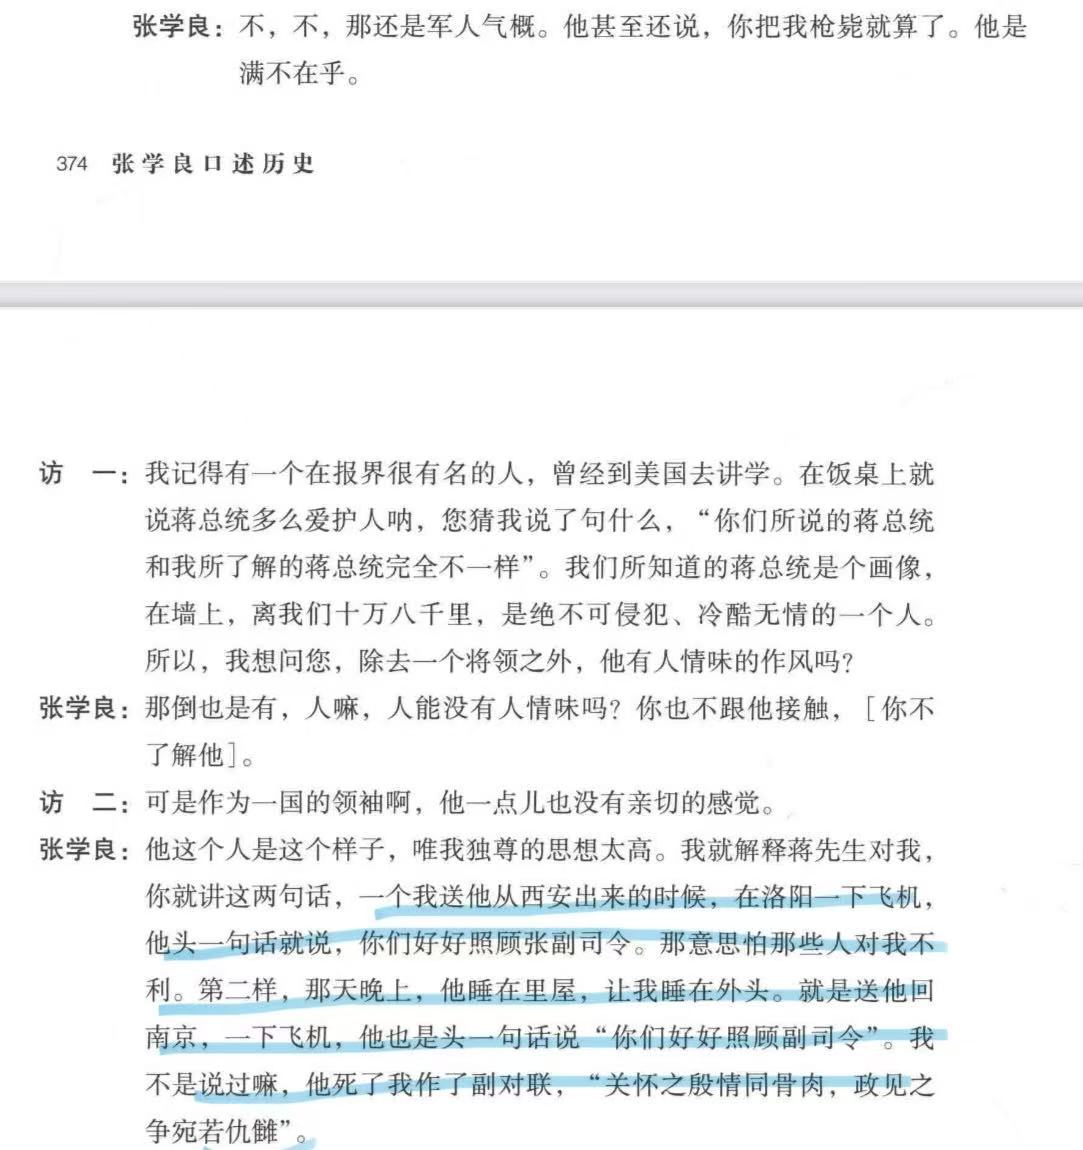 张学良：不，不，那还是军人气概。他甚至还说，你把我枪毙就算了。他是
满不在乎。
374 张学良口述历史
访 一：我记得有一个在报界很有名的人，曾经到美国去讲学。在饭桌上就
说蒋总统多么爱护人呐，您猜我说了句什么，“你们所说的蒋总统
和我所了解的蒋总统完全不一样”。我们所知道的蒋总统是个画像，
在墙上，离我们十万八千里，是绝不可侵犯、冷酷无情的一个人。
所以，我想问您，除去一个将领之外，他有人情味的作风吗？
张学良：那倒也是有，人嘛，人能没有人情味吗？你也不跟他接触，［你不
了解他］。
访 二：可是作为一国的领袖啊，他一点儿也没有亲切的感觉。
张学良：他这个人是这个样子，唯我独尊的思想太高。我就解释蒋先生对我，
你就讲这两句话，一个我送他从西安出来的时候，在洛阳一下飞机，
他头一句话就说，你们好好照顾张副司令。那意思怕那些人对我不
利。第二样，那天晚上，他睡在里屋，让我睡在外头。就是送他回
南京，一下飞机，他也是头一句话说“你们好好照顾副司令”。我
不是说过嘛，他死了我作了副对联，“关怀之殷情同骨肉，政见之
争宛若仇雠”。